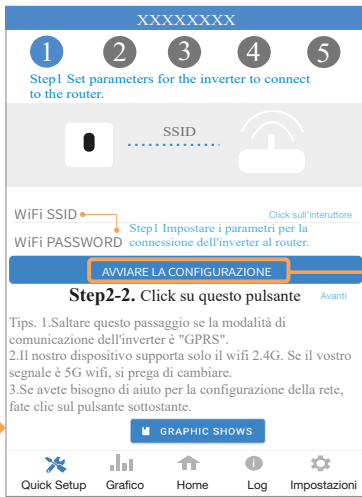 XXXXXXXX
1 2 3 4 5
Step1 Set parameters for the inverter to connect
to the router.
SSID
WiFi SSID
Click sull'interuttore
Step1 Impostare i parametri per la
WiFi PASSWORD connessione dell'inverter al router.
AVVIARE LA CONFIGURAZIONE
Step2-2. Click su questo pulsante Avanti
Tips. 1.Saltare questo passaggio se la modalità di
comunicazione dell'inverter è "GPRS".
2.Il nostro dispositivo supporta solo il wifi 2.4G. Se il vostro
segnale è 5G wifi, si prega di cambiare.
3.Se avete bisogno di aiuto per la configurazione della rete,
fate clic sul pulsante sottostante.
GRAPHIC SHOWS
Quick Setup Grafico Home Log Impostazioni